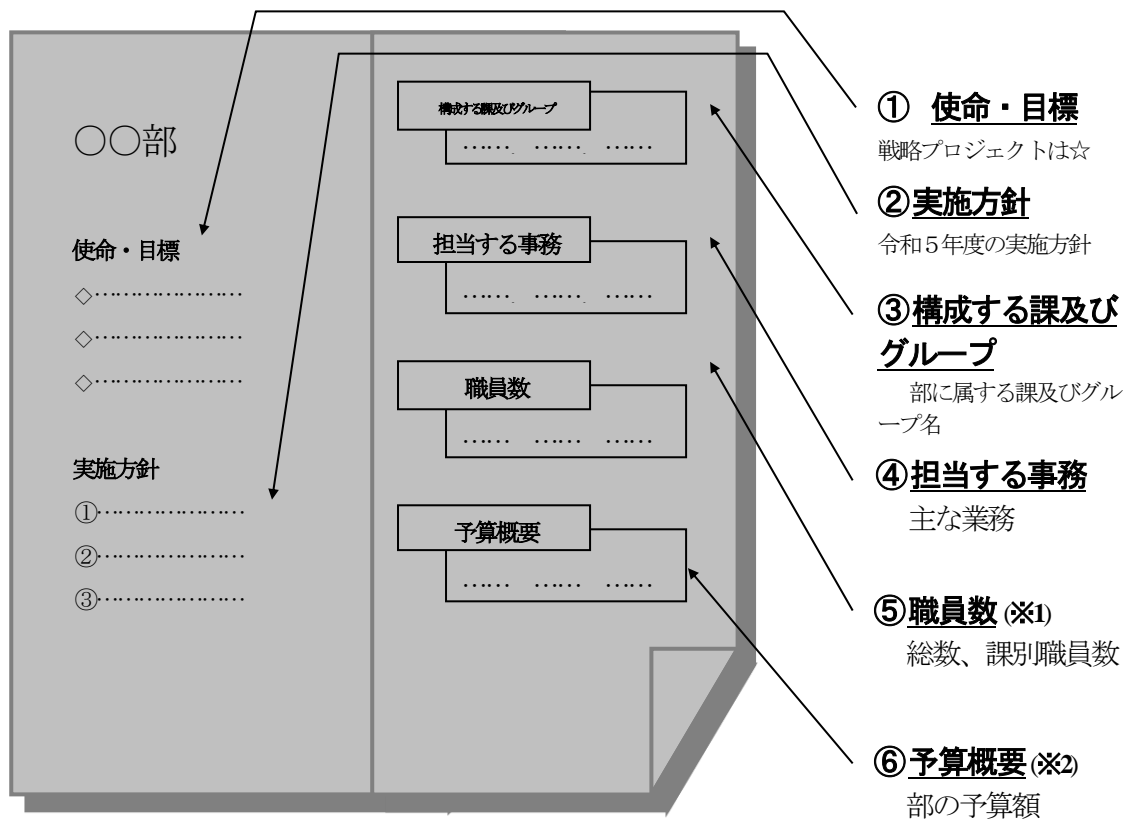 〇〇部
使命・目標
◇…………………
◇…………………
◇…………………
実施方針
①…………………
②…………………
③…………………
構成する課及びグループ
…… …… ……
担当する事務
…… …… ……
職員数
…… …… ……
予算概要
…… …… ……
① 使命・目標
戦略プロジェクトは☆
②実施方針
令和５年度の実施方針
③構成する課及び
グループ
部に属する課及びグル
ープ名
④担当する事務
主な業務
⑤職員数(※1)
総数、課別職員数
⑥予算概要(※2)
部の予算額